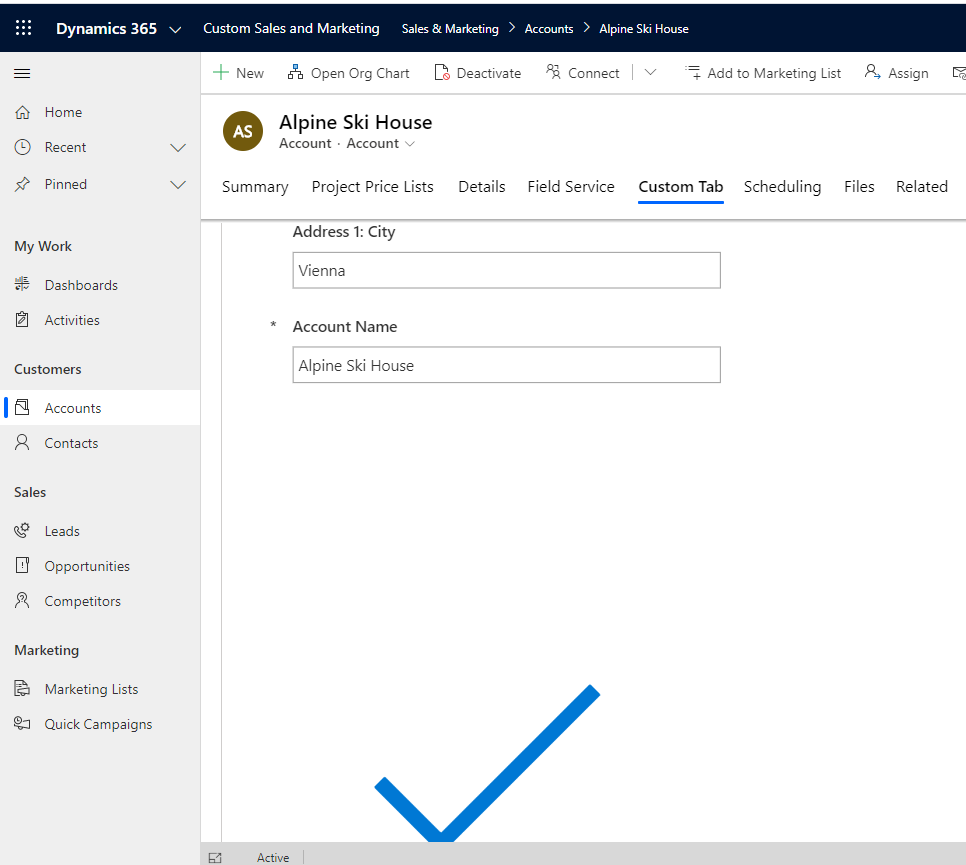 Dynamics 365 Custom Sales and Marketing Sales & Marketing Accounts Alpine Ski House
New Open Org Chart Deactivate Connect Add to Marketing List Assign
AS
Alpine Ski House
Account · Account
Summary Project Price Lists Details Field Service Custom Tab Scheduling Files Related
Home
Recent
Pinned
My Work
Dashboards
Activities
Customers
Accounts
Contacts
Sales
Leads
Opportunities
Competitors
Marketing
Marketing Lists
Quick Campaigns
Address 1: City
Vienna
* Account Name
Alpine Ski House
Active